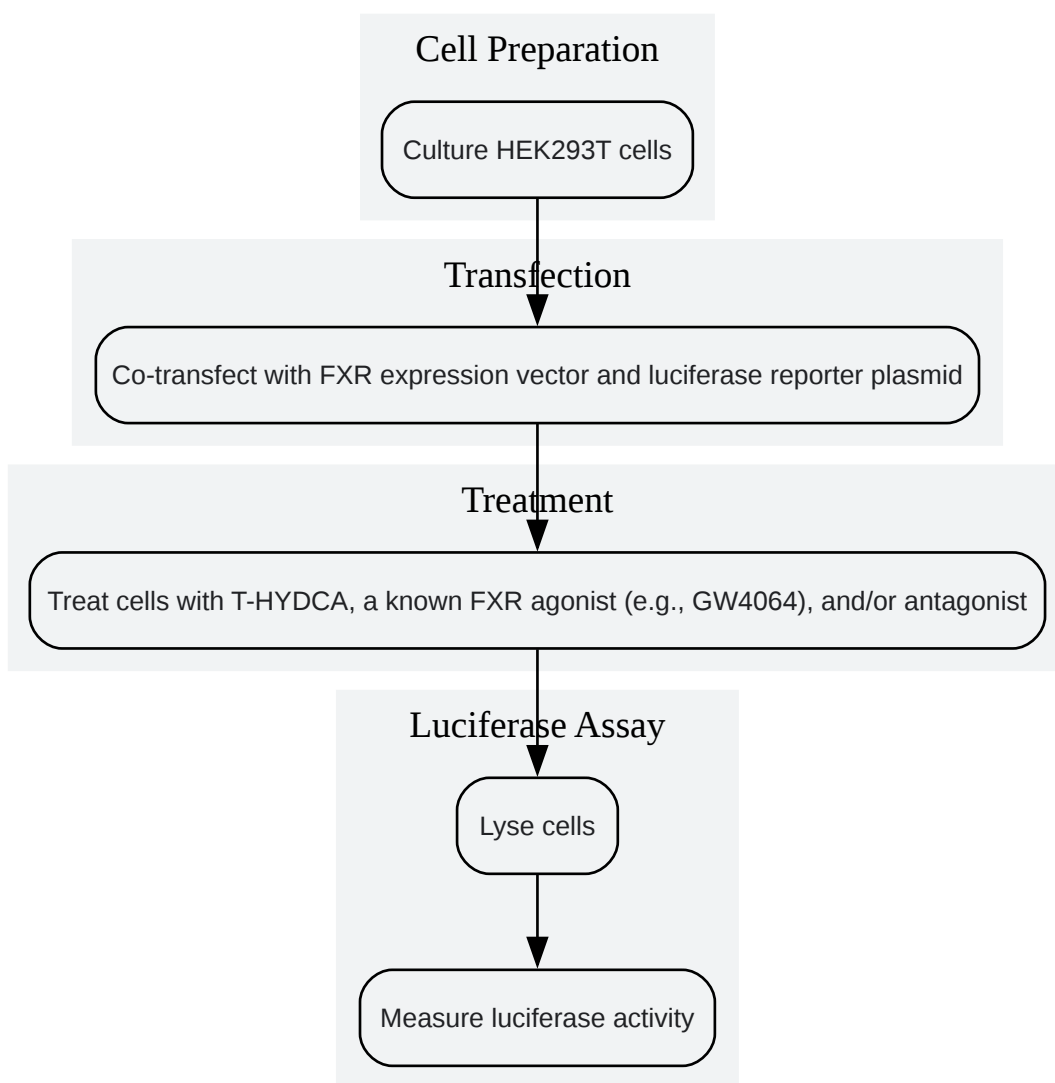 Cell Preparation
Culture HEK293T cells
Transfection
Co-transfect with FXR expression vector and luciferase reporter plasmid
Treatment
Treat cells with T-HYDCA, a known FXR agonist (e.g., GW4064), and/or antagonist
Luciferase Assay
Lyse cells
Measure luciferase activity